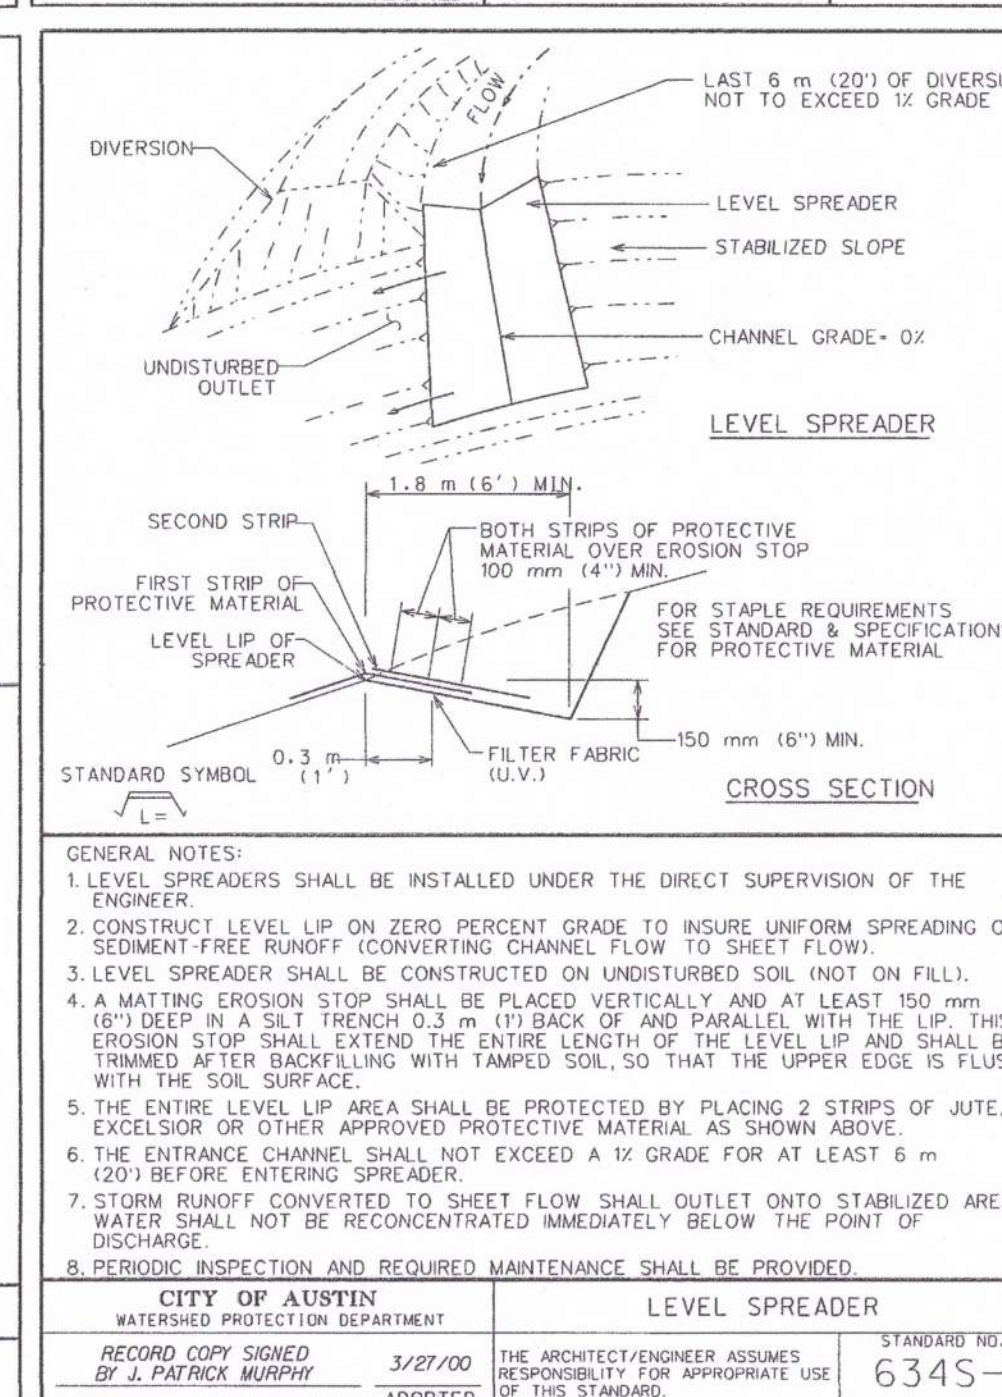 LAST 6 m (20') OF DIVERSI
NOT TO EXCEED 1% GRADE
FLOW
DIVERSION
LEVEL SPREADER
STABILIZED SLOPE
CHANNEL GRADE= 0%
UNDISTURBED
OUTLET
LEVEL SPREADER
1.8 m (6') MIN.
SECOND STRIP
BOTH STRIPS OF PROTECTIVE
MATERIAL OVER EROSION STOP
100 mm (4") MIN.
FIRST STRIP OF
PROTECTIVE MATERIAL
FOR STAPLE REQUIREMENTS
SEE STANDARD & SPECIFICATION
FOR PROTECTIVE MATERIAL
LEVEL LIP OF
SPREADER
150 mm (6") MIN.
0.3 m
(1')
FILTER FABRIC
(U.V.)
STANDARD SYMBOL
L =
CROSS SECTION
GENERAL NOTES:
1. LEVEL SPREADERS SHALL BE INSTALLED UNDER THE DIRECT SUPERVISION OF THE
ENGINEER.
2. CONSTRUCT LEVEL LIP ON ZERO PERCENT GRADE TO INSURE UNIFORM SPREADING O
SEDIMENT-FREE RUNOFF (CONVERTING CHANNEL FLOW TO SHEET FLOW).
3. LEVEL SPREADER SHALL BE CONSTRUCTED ON UNDISTURBED SOIL (NOT ON FILL).
4. A MATTING EROSION STOP SHALL BE PLACED VERTICALLY AND AT LEAST 150 mm
(6") DEEP IN A SILT TRENCH 0.3 m (1') BACK OF AND PARALLEL WITH THE LIP. THIS
EROSION STOP SHALL EXTEND THE ENTIRE LENGTH OF THE LEVEL LIP AND SHALL B
TRIMMED AFTER BACKFILLING WITH TAMPED SOIL, SO THAT THE UPPER EDGE IS FLUS
WITH THE SOIL SURFACE.
5. THE ENTIRE LEVEL LIP AREA SHALL BE PROTECTED BY PLACING 2 STRIPS OF JUTE,
EXCELSIOR OR OTHER APPROVED PROTECTIVE MATERIAL AS SHOWN ABOVE.
6. THE ENTRANCE CHANNEL SHALL NOT EXCEED A 1% GRADE FOR AT LEAST 6 m
(20') BEFORE ENTERING SPREADER.
7. STORM RUNOFF CONVERTED TO SHEET FLOW SHALL OUTLET ONTO STABILIZED ARE
WATER SHALL NOT BE RECONCENTRATED IMMEDIATELY BELOW THE POINT OF
DISCHARGE.
8. PERIODIC INSPECTION AND REQUIRED MAINTENANCE SHALL BE PROVIDED.
CITY OF AUSTIN
WATERSHED PROTECTION DEPARTMENT
LEVEL SPREADER
RECORD COPY SIGNED
BY J. PATRICK MURPHY
3/27/00
ADOPTED
THE ARCHITECT/ENGINEER ASSUMES
RESPONSIBILITY FOR APPROPRIATE USE
OF THIS STANDARD.
STANDARD NO.
634S-